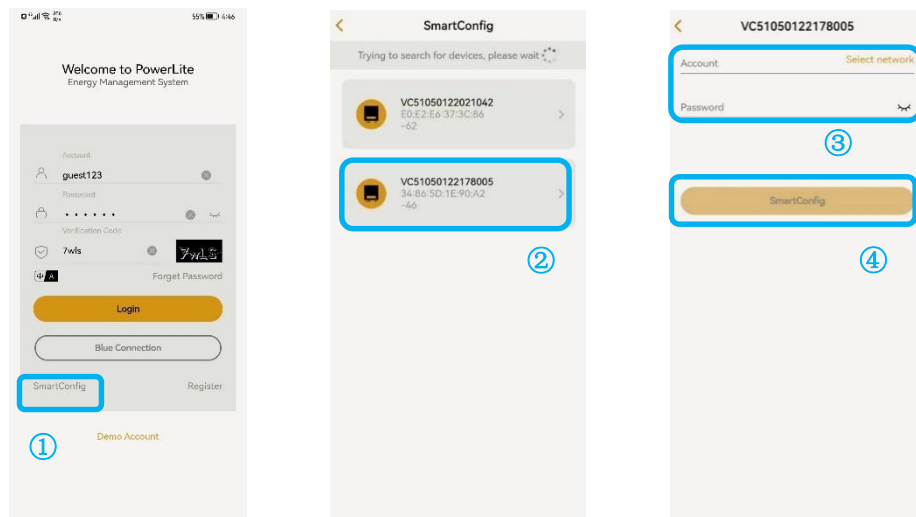 55% 4:46
Welcome to PowerLite
Energy Management System
Account
guest123
Password
Verification Code
7wls
7wLS
中 A
Forget Password
Login
Blue Connection
SmartConfig
Register
①
Demo Account
SmartConfig
Trying to search for devices, please wait
VC51050122021042
E0:E2:E6:37:3C:86
-62
VC51050122178005
34:86:5D:1E:90:A2
-46
②
VC51050122178005
Account
Select network
Password
③
SmartConfig
④